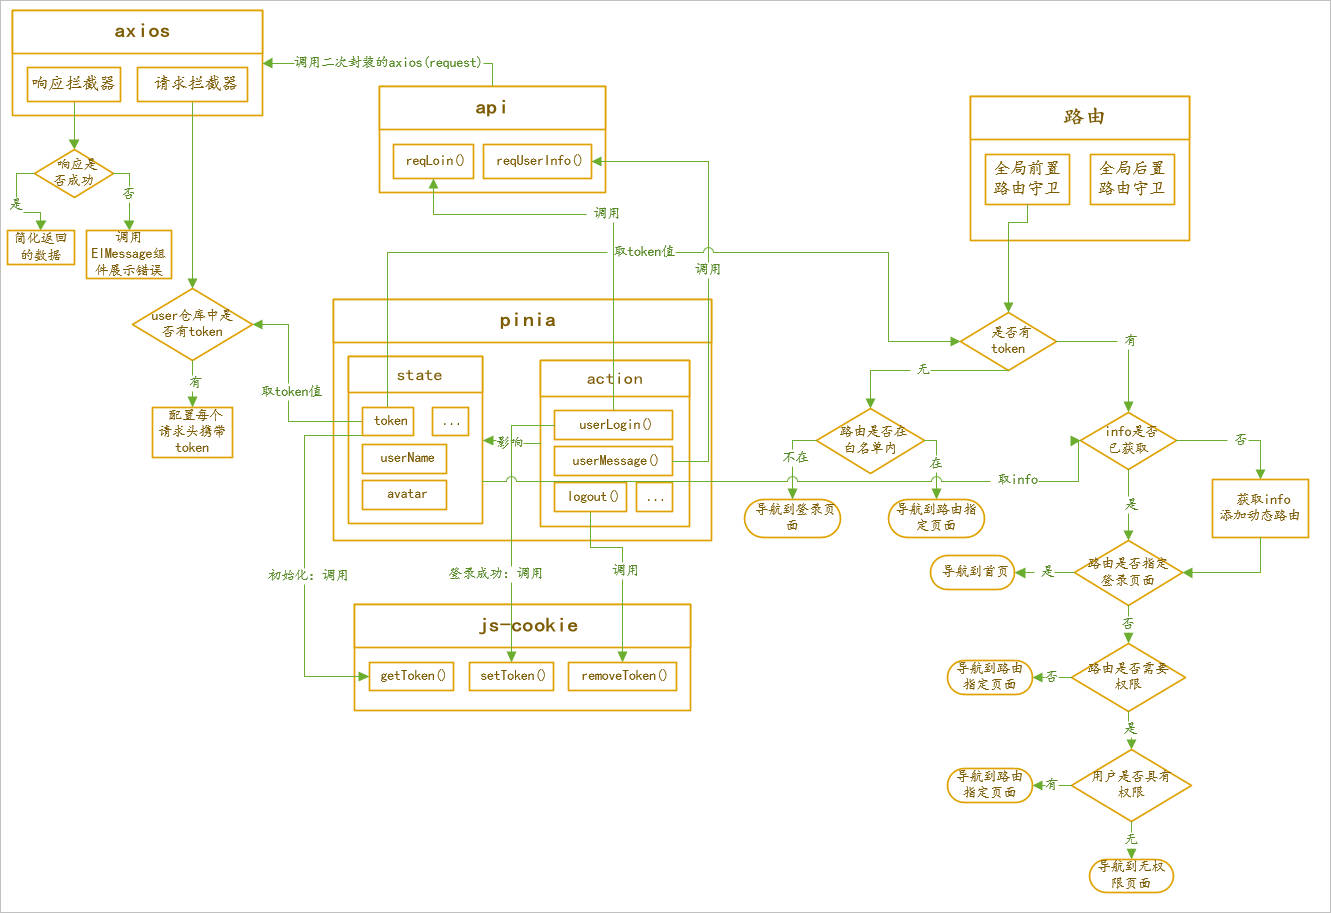 axios
响应拦截器
请求拦截器
响应是
否成功
是
否
简化返回
的数据
调用
ElMessage组
件展示错误
user仓库中是
否有token
有
配置每个
请求头携带
token
取token值
调用二次封装的axios(request)
api
reqLoin()
reqUserInfo()
调用
取token值
调用
pinia
state
token
...
userName
avatar
影响
action
userLogin()
userMessage()
logout()
...
取info
初始化：调用
登录成功：调用
调用
js-cookie
getToken()
setToken()
removeToken()
路由
全局前置
路由守卫
全局后置
路由守卫
是否有
token
无
有
路由是否在
白名单内
不在
在
导航到登录页
面
导航到路由指
定页面
info是否
已获取
否
是
获取info
添加动态路由
路由是否指定
登录页面
是
导航到首页
否
路由是否需要
权限
否
导航到路由
指定页面
是
用户是否具有
权限
有
导航到路由
指定页面
无
导航到无权
限页面